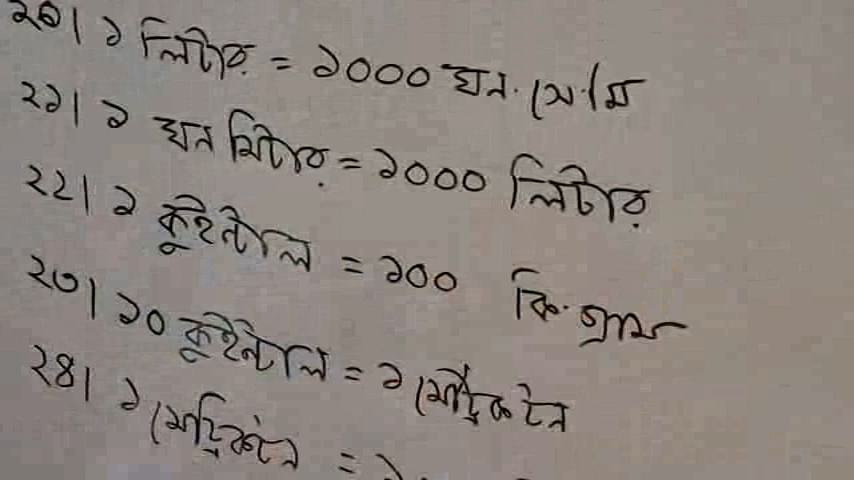 ২০। ১ লিটার = ১০০০ ঘন. সে.মি
২১। ১ ঘন মিটার = ১০০০ লিটার
২২। ১ কুইন্টাল = ১০০ কি. গ্রাম
২৩। ১০ কুইন্টাল = ১ মেট্রিক টন
২৪। ১ মেট্রিকটন =